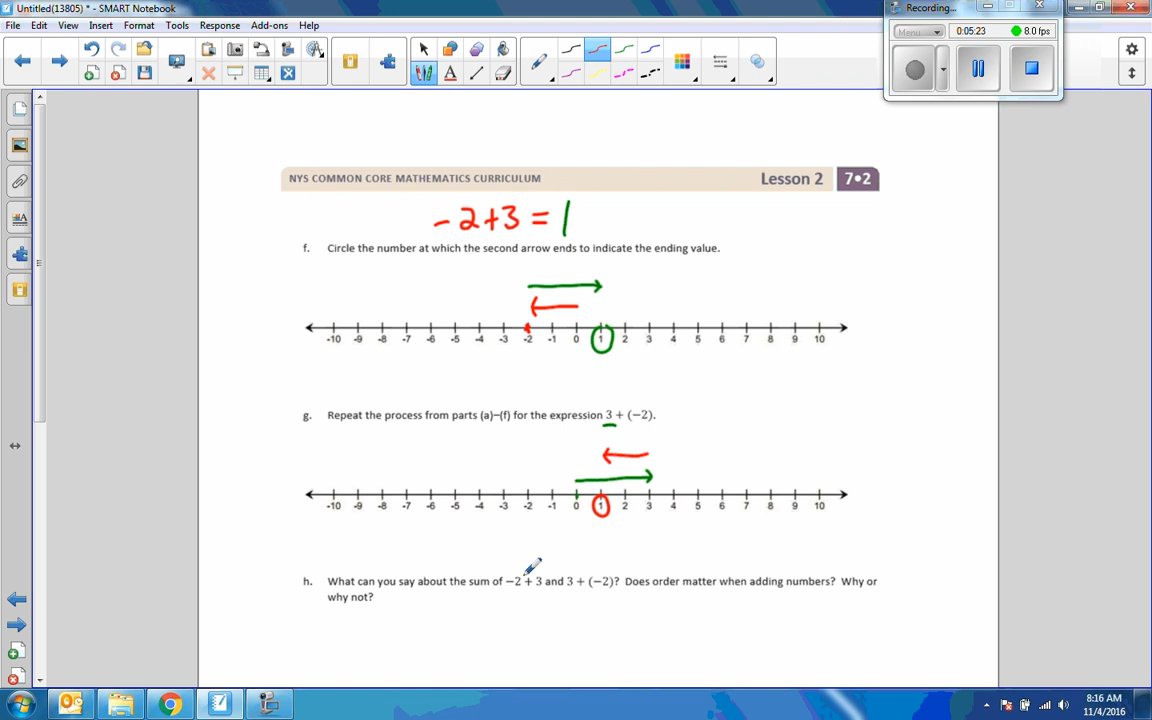 Untitled(13805) * - SMART Notebook
Recording...
File Edit View Insert Format Tools Response Add-ons Help
Menu 0:05:23 8.0 fps
NYS COMMON CORE MATHEMATICS CURRICULUM Lesson 2 7•2
-2+3 = 1
f. Circle the number at which the second arrow ends to indicate the ending value.
-10 -9 -8 -7 -6 -5 -4 -3 -2 -1 0 1 2 3 4 5 6 7 8 9 10
g. Repeat the process from parts (a)–(f) for the expression 3 + (−2).
-10 -9 -8 -7 -6 -5 -4 -3 -2 -1 0 1 2 3 4 5 6 7 8 9 10
h. What can you say about the sum of −2 + 3 and 3 + (−2)? Does order matter when adding numbers? Why or
why not?
8:16 AM
11/4/2016